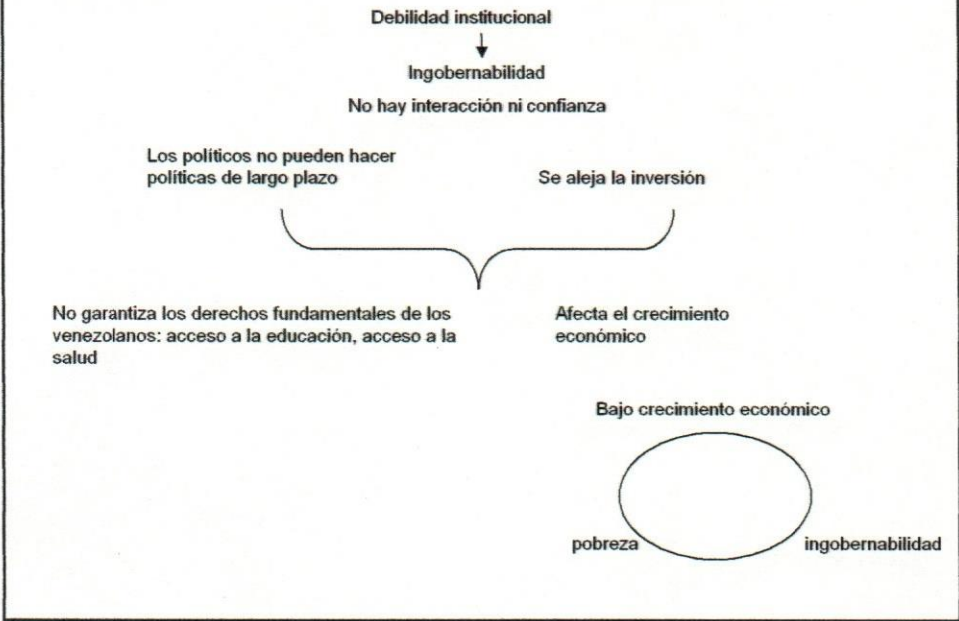 Debilidad institucional
Ingobernabilidad
No hay interacción ni confianza
Los políticos no pueden hacer
políticas de largo plazo
Se aleja la inversión
No garantiza los derechos fundamentales de los
venezolanos: acceso a la educación, acceso a la
salud
Afecta el crecimiento
económico
Bajo crecimiento económico
pobreza
ingobernabilidad